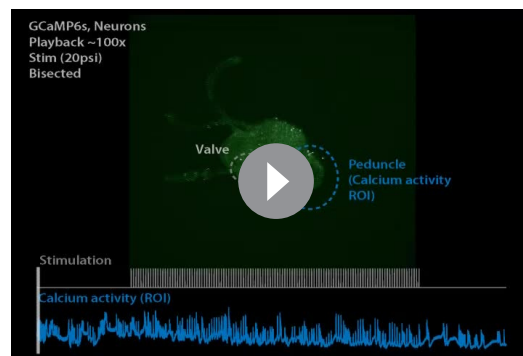 GCaMP6s, Neurons
Playback ~100x
Stim (20psi)
Bisected
Valve
Peduncle
(Calcium activity
ROI)
Stimulation
Calcium activity (ROI)